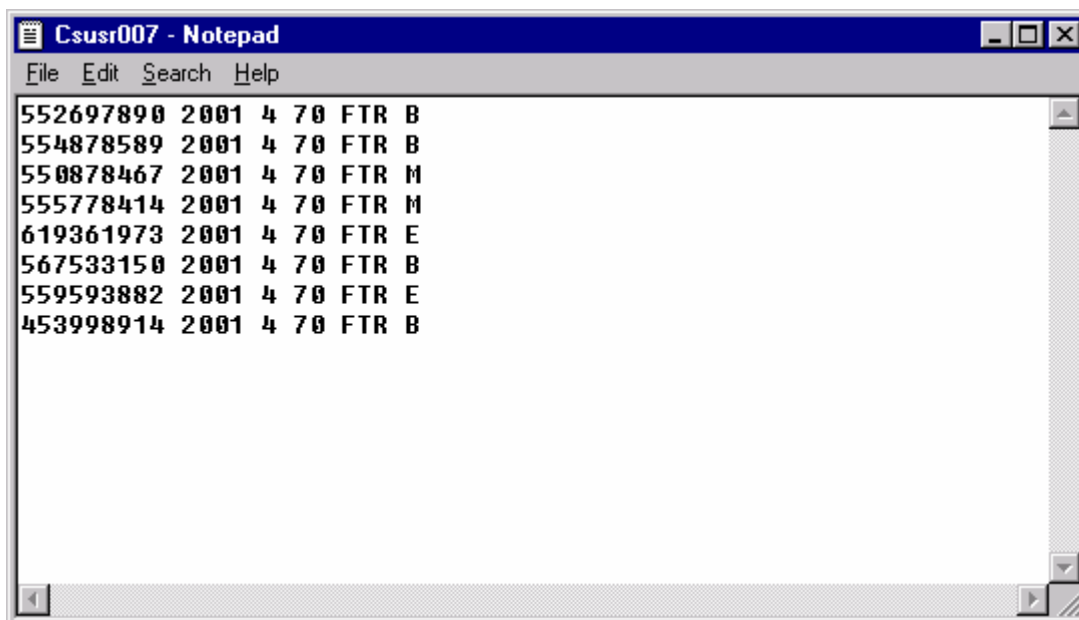 Csusr007 - Notepad
File Edit Search Help
552697890 2001 4 70 FTR B
554878589 2001 4 70 FTR B
550878467 2001 4 70 FTR M
555778414 2001 4 70 FTR M
619361973 2001 4 70 FTR E
567533150 2001 4 70 FTR B
559593882 2001 4 70 FTR E
453998914 2001 4 70 FTR B